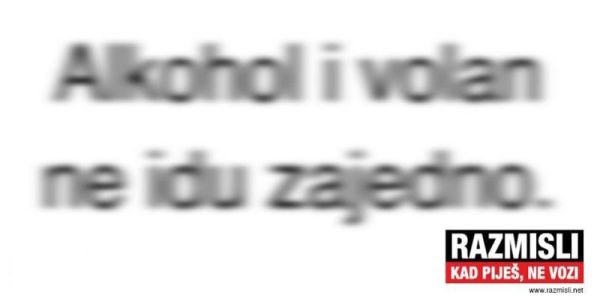 Alkohol i volan
ne idu zajedno.
RAZMISLI
KAD PIJEŠ, NE VOZI
www.razmisli.net